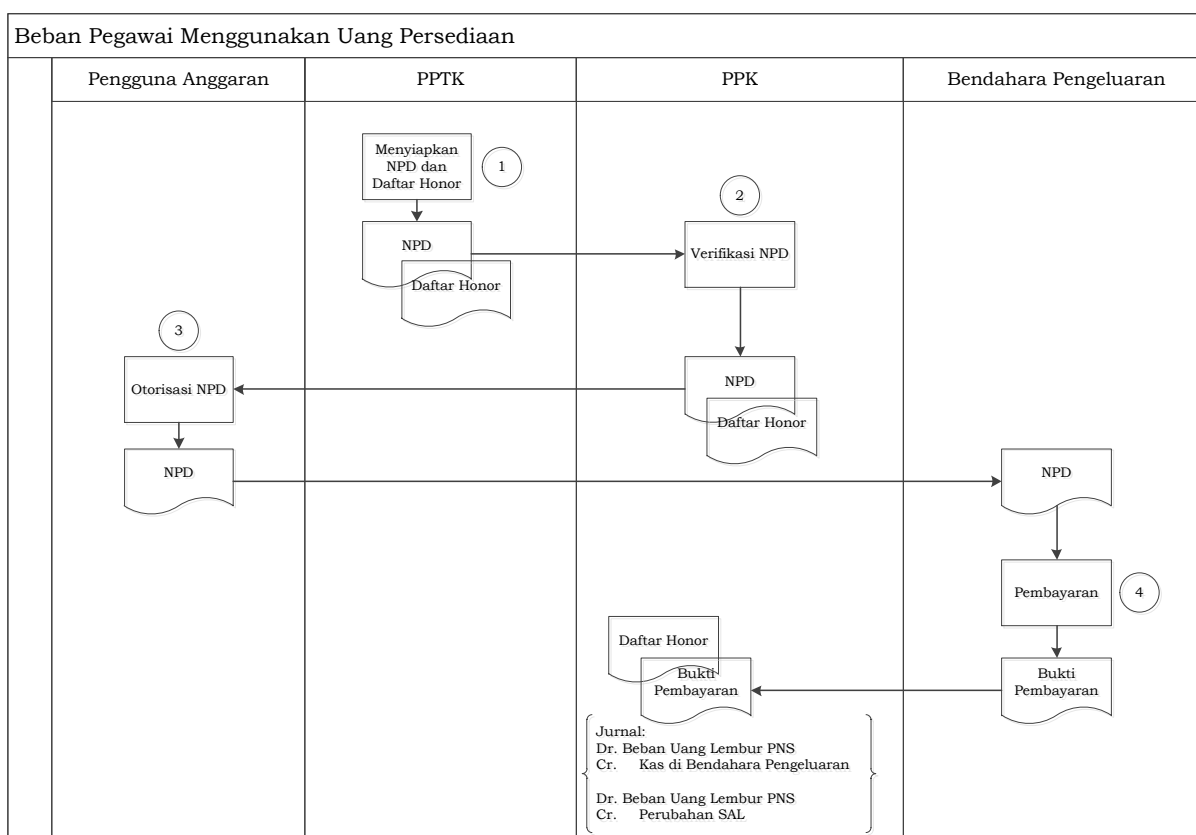 Beban Pegawai Menggunakan Uang Persediaan
Pengguna Anggaran
PPTK
PPK
Bendahara Pengeluaran
Menyiapkan
NPD dan
Daftar Honor
1
2
NPD
Verifikasi NPD
Daftar Honor
3
Otorisasi NPD
NPD
Daftar Honor
NPD
NPD
Pembayaran
4
Daftar Honor
Bukti
Pembayaran
Bukti
Pembayaran
Jurnal:
Dr. Beban Uang Lembur PNS
Cr. Kas di Bendahara Pengeluaran
Dr. Beban Uang Lembur PNS
Cr. Perubahan SAL